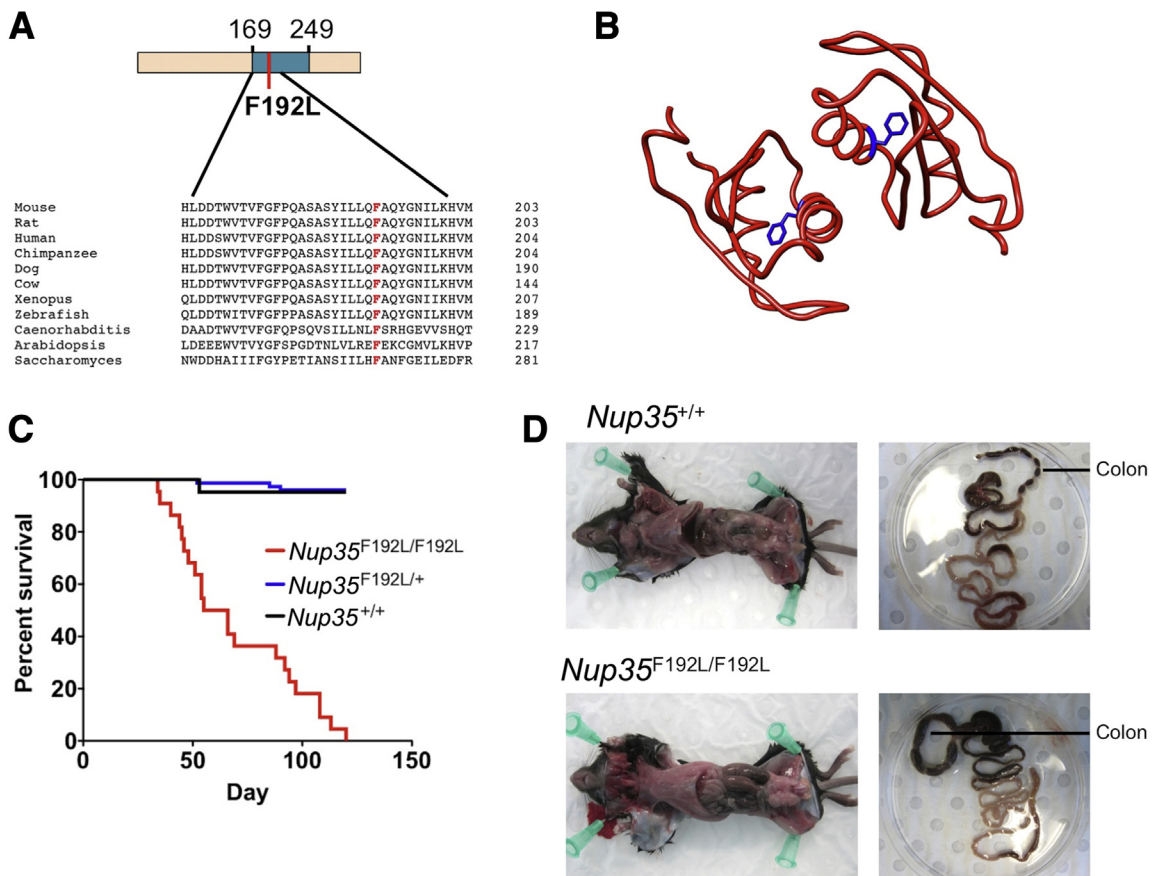 A
169 249
F192L
Mouse HLDDTWVTVFGFPQASASYILLQFAQYGNILKHVM 203
Rat HLDDTWVTVFGFPQASASYILLQFAQYGNILKHVM 203
Human HLDDSWVTVFGFPQASASYILLQFAQYGNILKHVM 204
Chimpanzee HLDDSWVTVFGFPQASASYILLQFAQYGNILKHVM 204
Dog HLDDTWVTVFGFPQASASYILLQFAQYGNILKHVM 190
Cow HLDDTWVTVFGFPQASASYILLQFAQYGNILKHVM 144
Xenopus QLDDTWVTVFGFPPASASYILLQFAQYGNIIKHVM 207
Zebrafish QLDDTWITVFGFPPASASYILLQFAQYGNILKHVM 189
Caenorhabditis DAADTWVTVFGFQPSQVSILLNLFSRHGEVVSHQT 229
Arabidopsis LDEEEWVTVYGFSPGDTNLVLREFEKCGMVLKHVP 217
Saccharomyces NWDDHAIIIFGYPETIANSIILHFANFGEILEDFR 281
B
C
100
80
60
40
20
0
0 50 100 150
Percent survival
Day
Nup35F192L/F192L
Nup35F192L/+
Nup35+/+
D
Nup35+/+
Colon
Nup35F192L/F192L
Colon